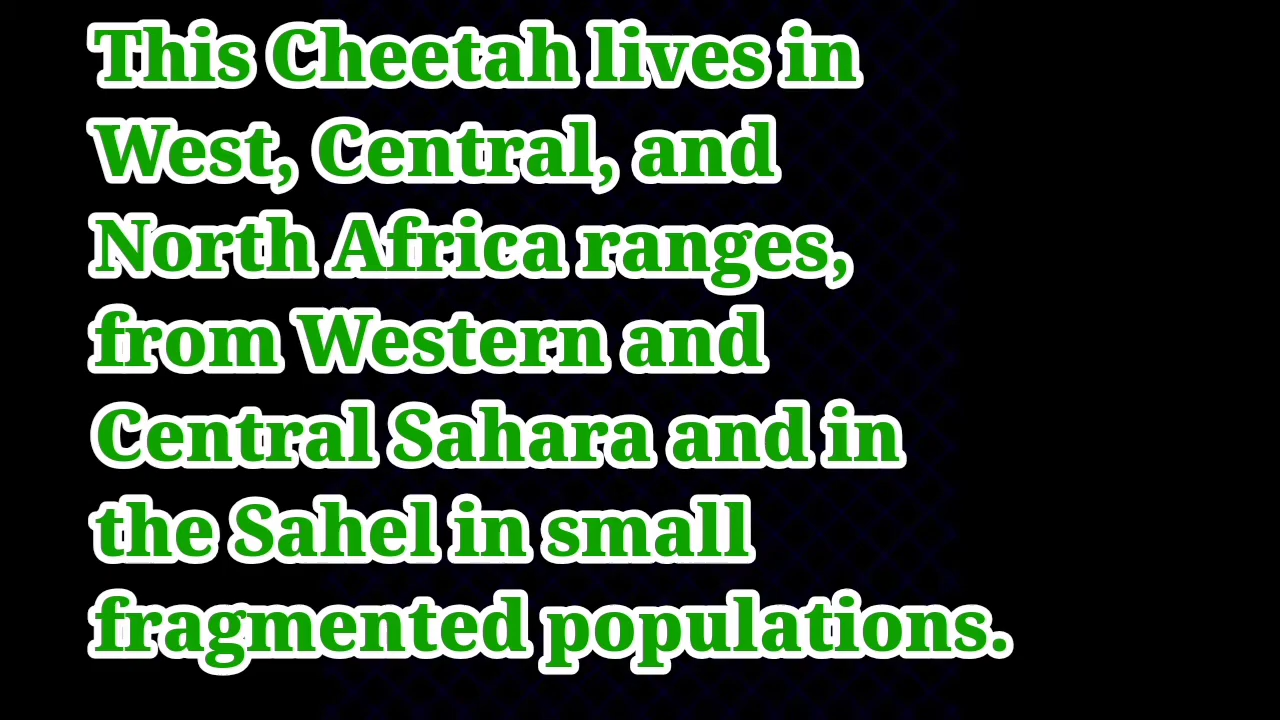 This Cheetah lives in
West, Central, and
North Africa ranges,
from Western and
Central Sahara and in
the Sahel in small
fragmented populations.